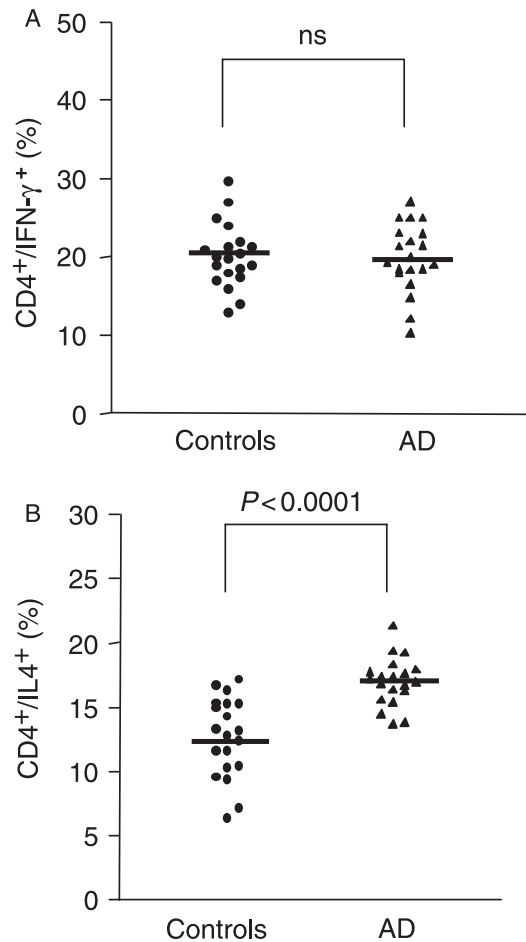 A
50
ns
40
30
20
10
0
CD4+/IFN-γ+ (%)
Controls AD
B
30
P < 0.0001
25
20
15
10
5
0
CD4+/IL4+ (%)
Controls AD